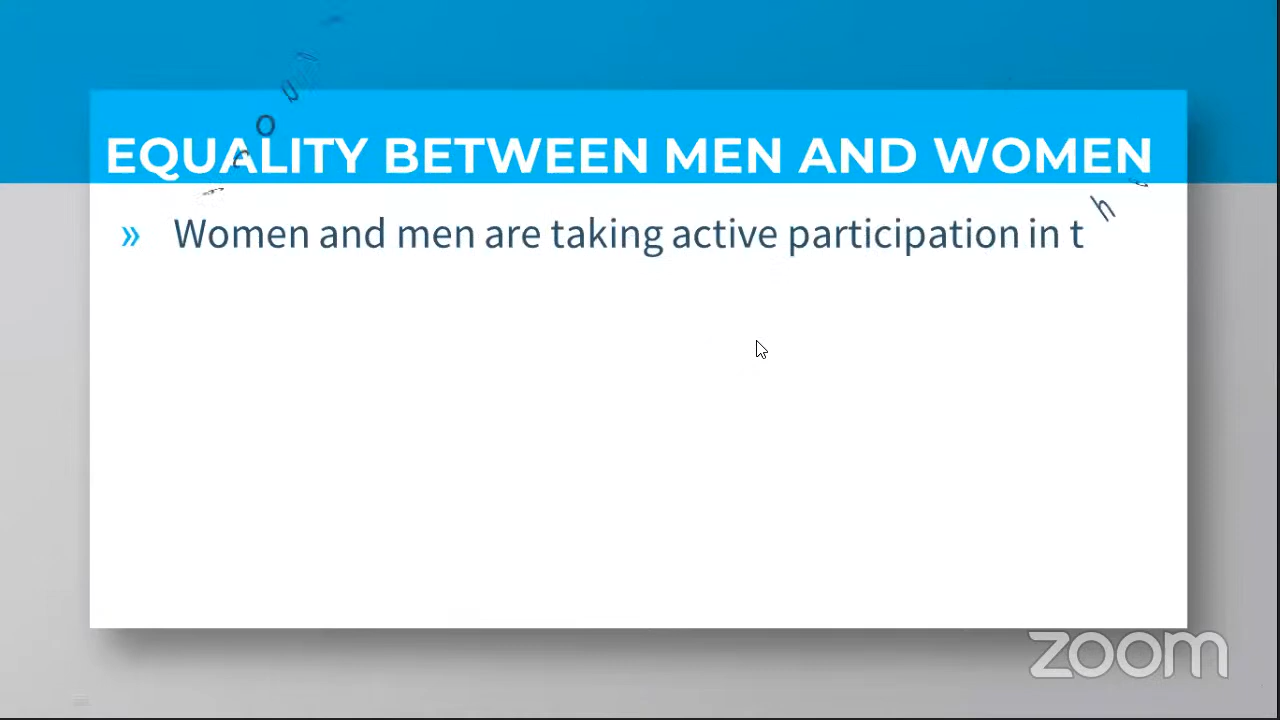 EQUALITY BETWEEN MEN AND WOMEN
» Women and men are taking active participation in t
h
zoom